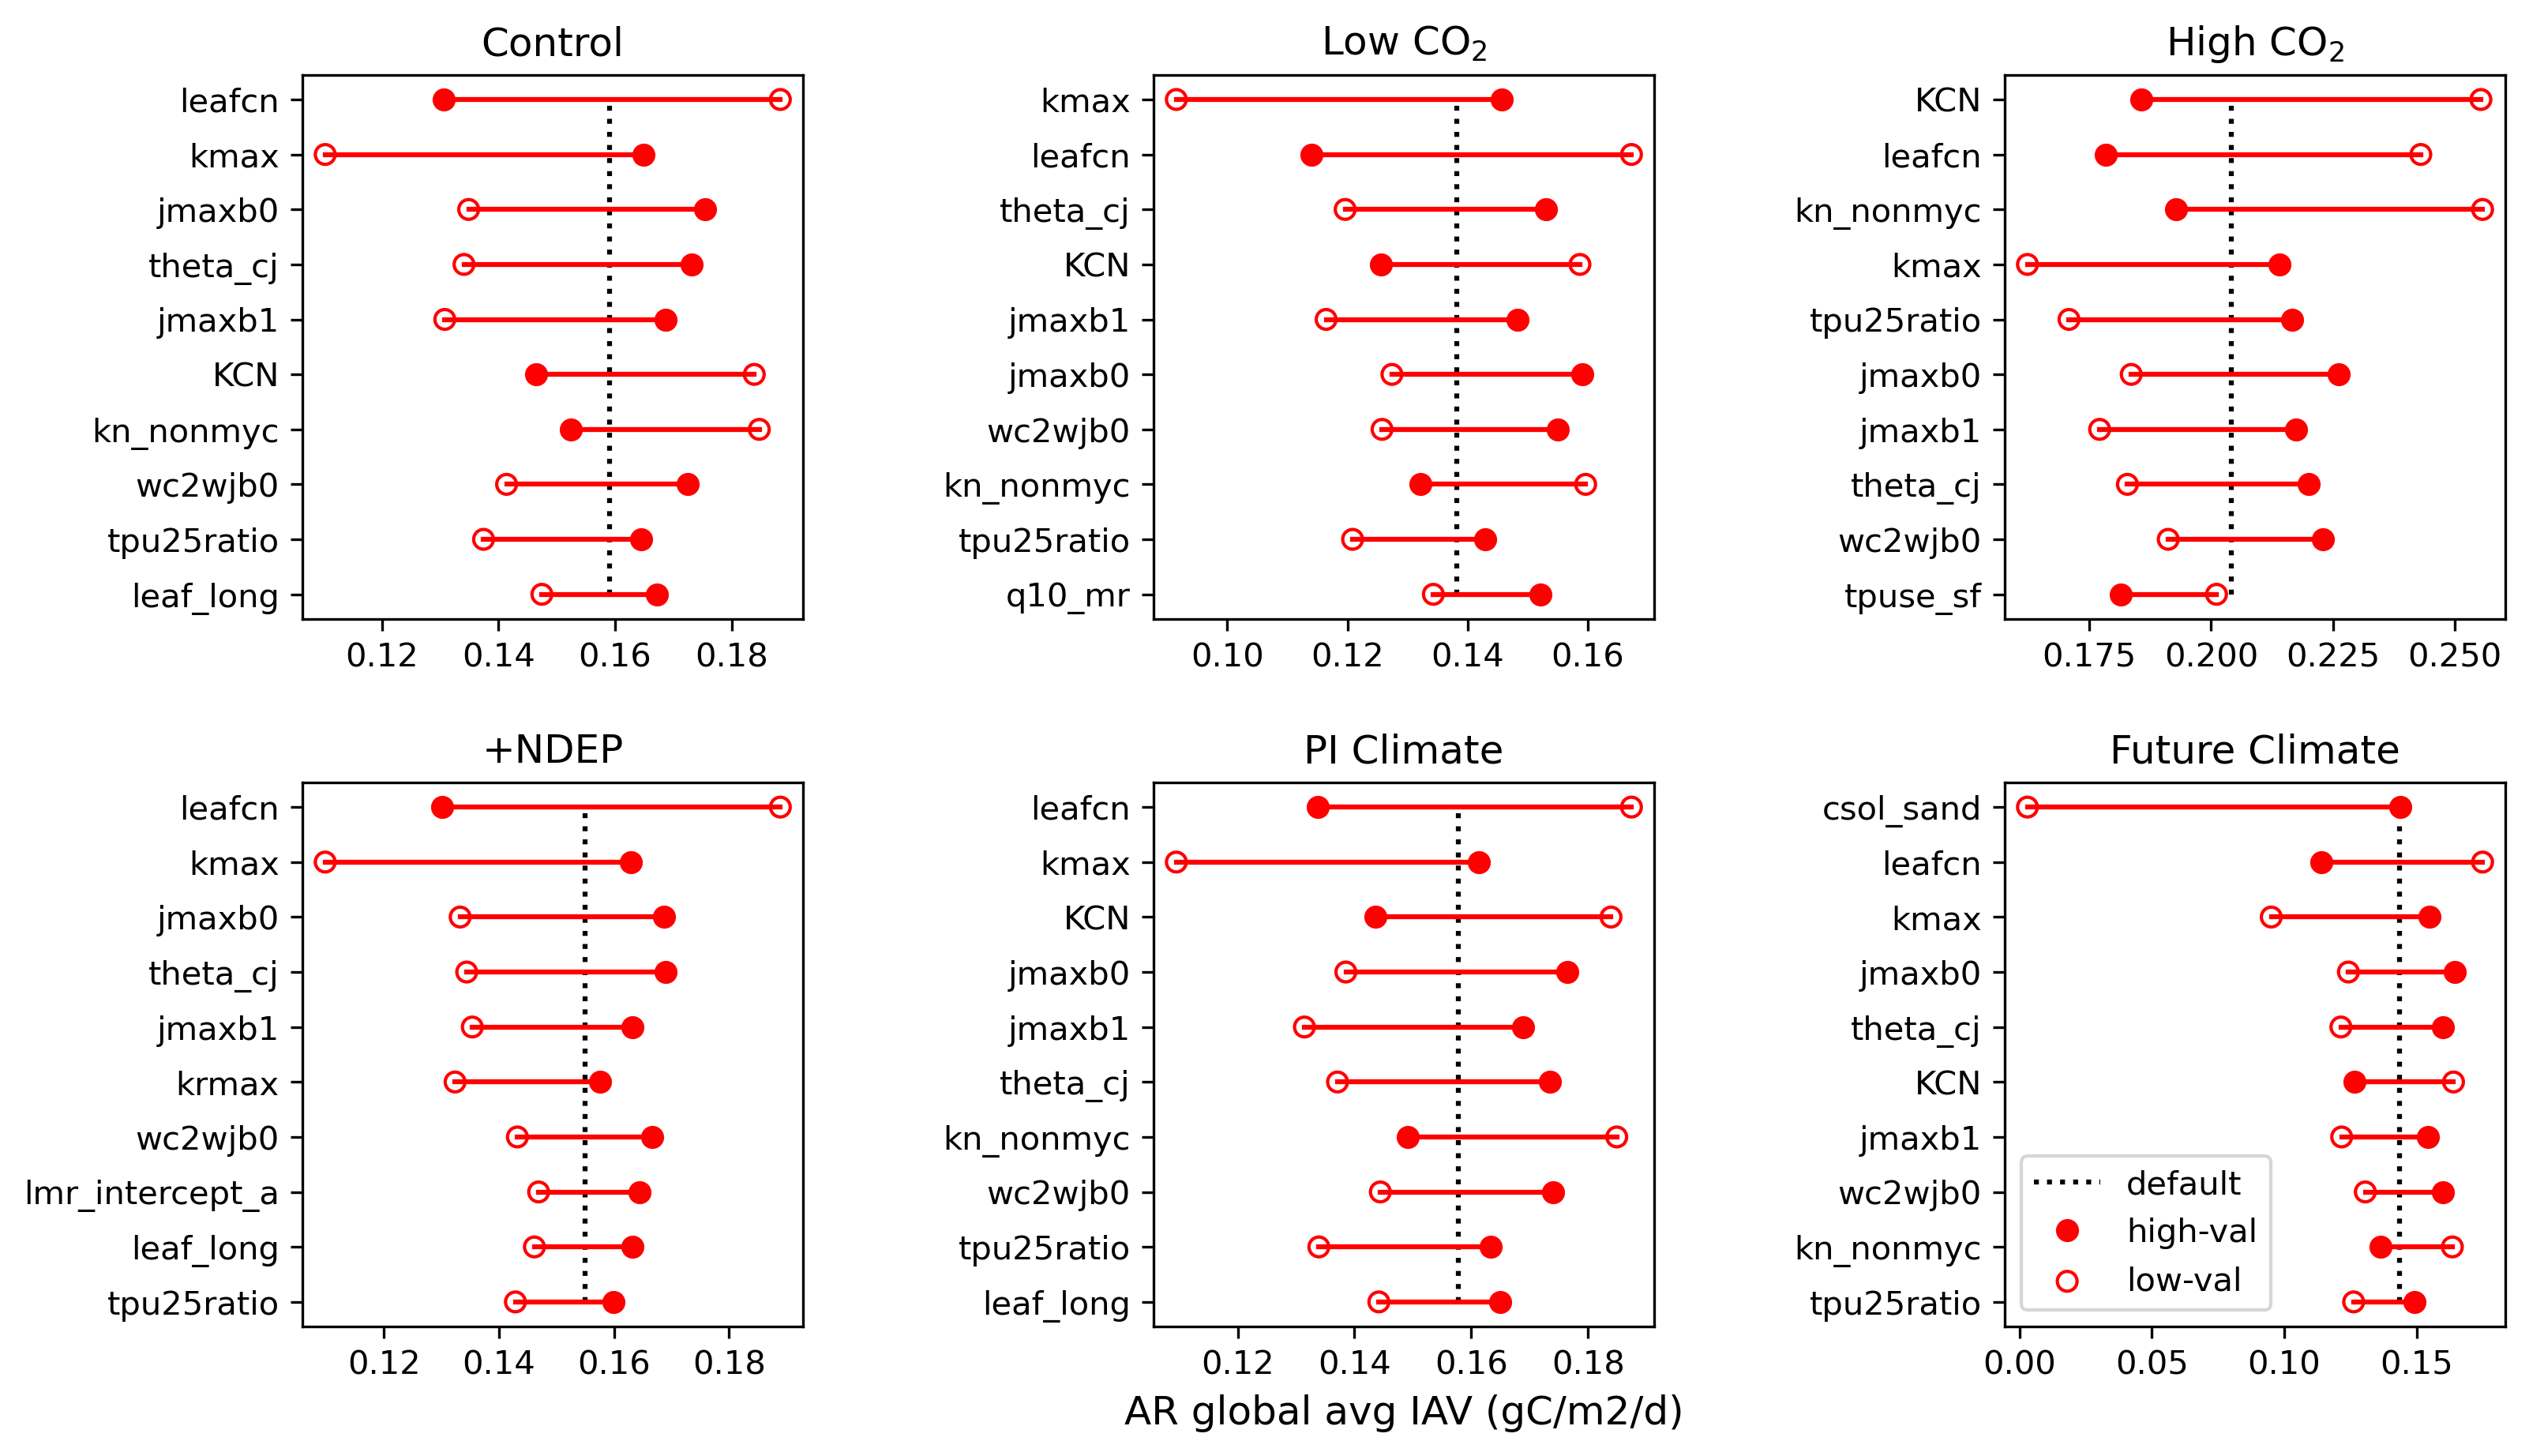 Control
leafcn
kmax
jmaxb0
theta_cj
jmaxb1
KCN
kn_nonmyc
wc2wjb0
tpu25ratio
leaf_long
0.12 0.14 0.16 0.18
Low CO₂
kmax
leafcn
theta_cj
KCN
jmaxb1
jmaxb0
wc2wjb0
kn_nonmyc
tpu25ratio
q10_mr
0.10 0.12 0.14 0.16
High CO₂
KCN
leafcn
kn_nonmyc
kmax
tpu25ratio
jmaxb0
jmaxb1
theta_cj
wc2wjb0
tpuse_sf
0.175 0.200 0.225 0.250
+NDEP
leafcn
kmax
jmaxb0
theta_cj
jmaxb1
krmax
wc2wjb0
lmr_intercept_a
leaf_long
tpu25ratio
0.12 0.14 0.16 0.18
PI Climate
leafcn
kmax
KCN
jmaxb0
jmaxb1
theta_cj
kn_nonmyc
wc2wjb0
tpu25ratio
leaf_long
0.12 0.14 0.16 0.18
AR global avg IAV (gC/m2/d)
Future Climate
csol_sand
leafcn
kmax
jmaxb0
theta_cj
KCN
jmaxb1
wc2wjb0
kn_nonmyc
tpu25ratio
default
high-val
low-val
0.00 0.05 0.10 0.15